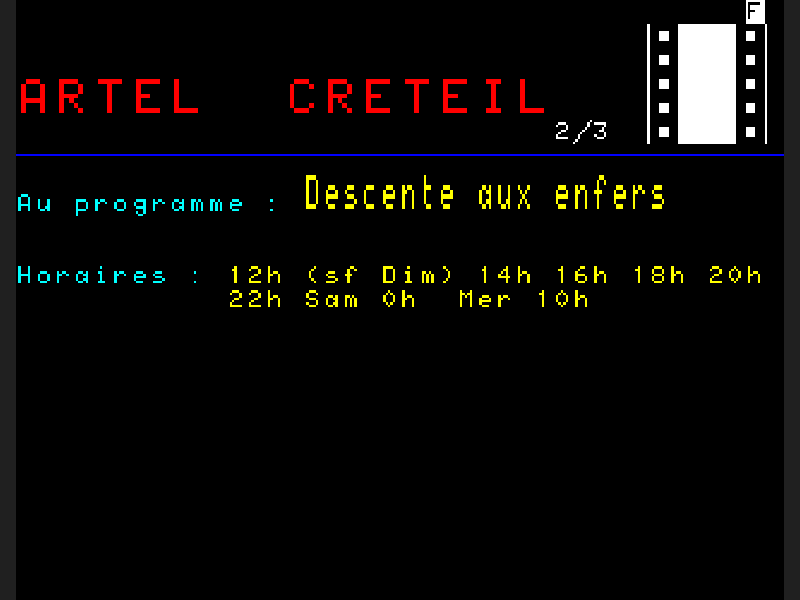 F
ARTEL CRETEIL
2/3
Au programme : Descente aux enfers
Horaires : 12h (sf Dim) 14h 16h 18h 20h
22h Sam 0h Mer 10h